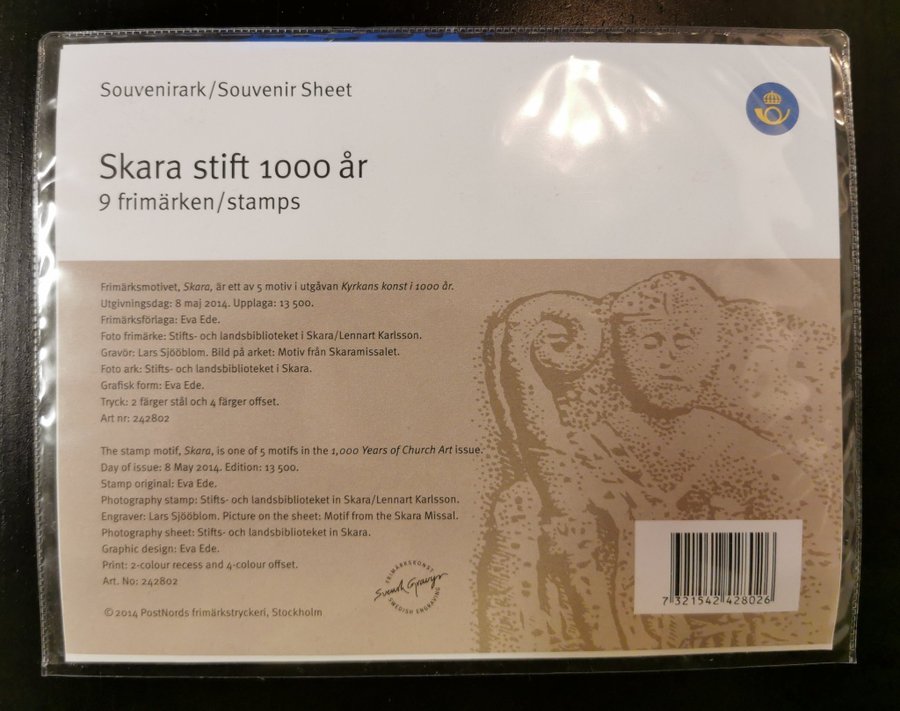 Souvenirark/Souvenir Sheet
Skara stift 1000 år
9 frimärken/stamps
Frimärksmotivet, Skara, är ett av 5 motiv i utgåvan Kyrkans konst i 1000 år.
Utgivningsdag: 8 maj 2014. Upplaga: 13 500.
Frimärksförlaga: Eva Ede.
Foto frimärke: Stifts- och landsbiblioteket i Skara/Lennart Karlsson.
Gravör: Lars Sjööblom. Bild på arket: Motiv från Skaramissalet.
Foto ark: Stifts- och landsbiblioteket i Skara.
Grafisk form: Eva Ede.
Tryck: 2 färger stål och 4 färger offset.
Art nr: 242802
The stamp motif, Skara, is one of 5 motifs in the 1,000 Years of Church Art issue.
Day of issue: 8 May 2014. Edition: 13 500.
Stamp original: Eva Ede.
Photography stamp: Stifts- och landsbiblioteket in Skara/Lennart Karlsson.
Engraver: Lars Sjööblom. Picture on the sheet: Motif from the Skara Missal.
Photography sheet: Stifts- och landsbiblioteket in Skara.
Graphic design: Eva Ede.
Print: 2-colour recess and 4-colour offset.
Art. No: 242802
FRIMÄRKSKONST
Svensk Gravyr
SWEDISH ENGRAVING
© 2014 PostNords frimärkstryckeri, Stockholm
7 321542 428026